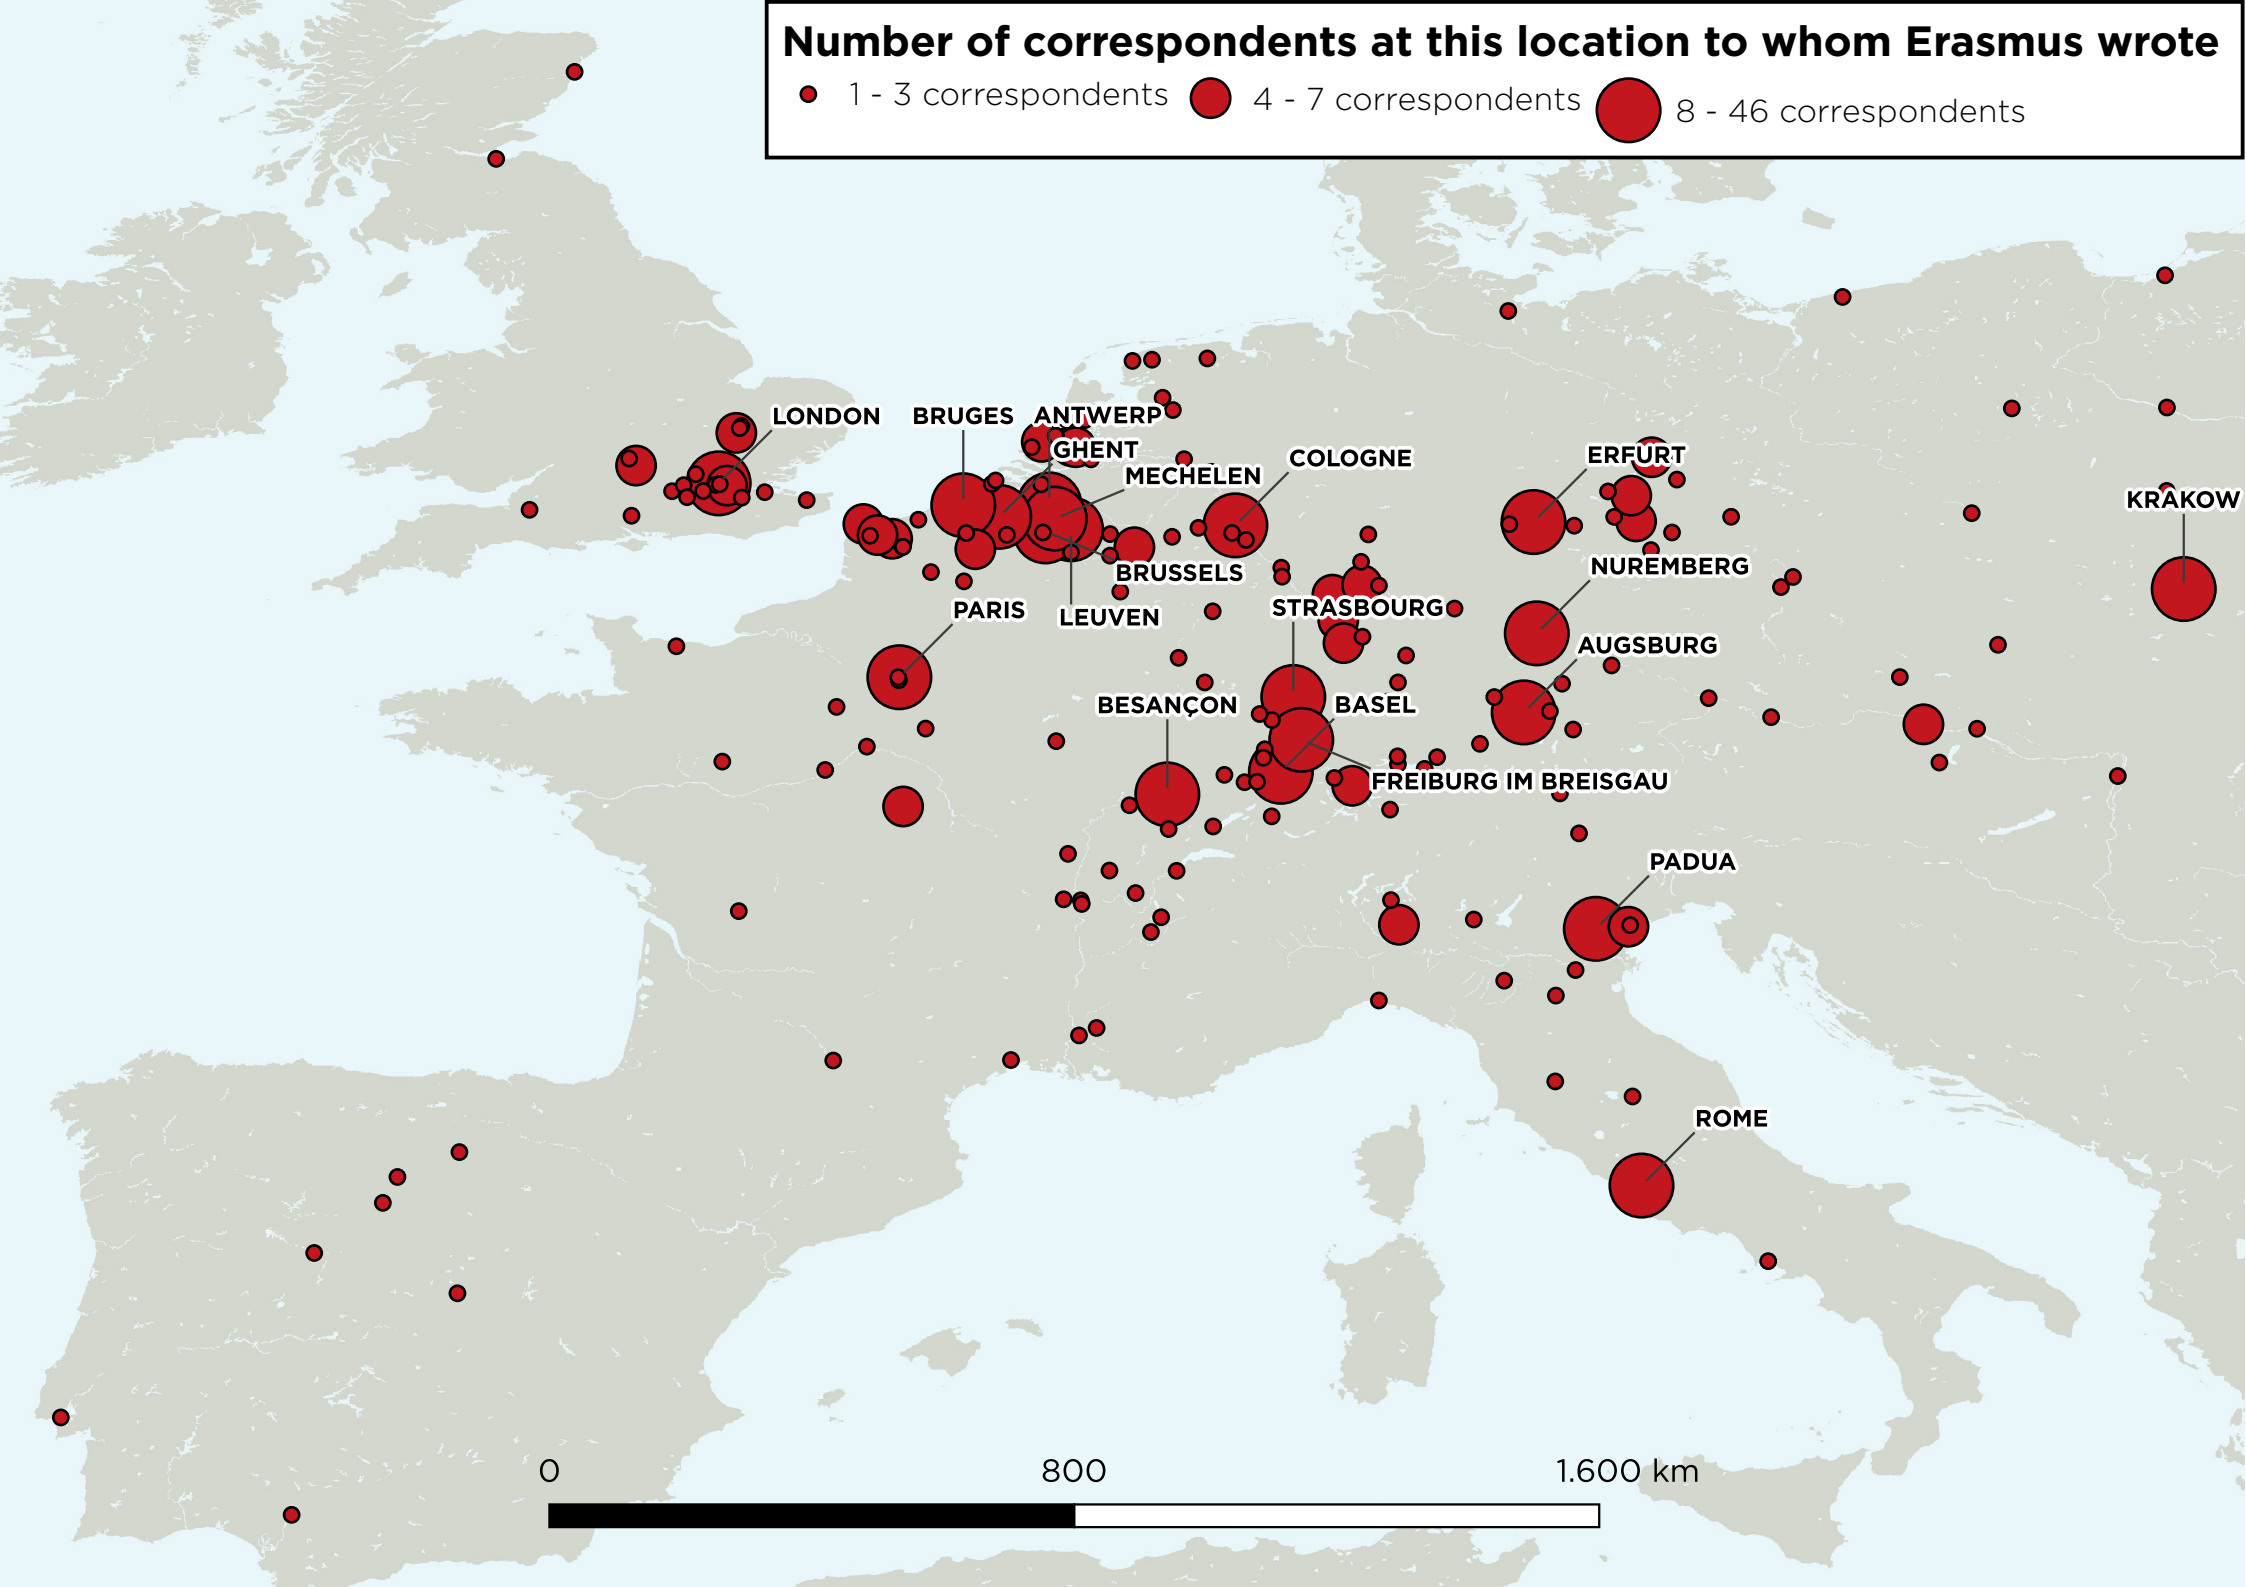 Number of correspondents at this location to whom Erasmus wrote
1 - 3 correspondents
4 - 7 correspondents
8 - 46 correspondents
LONDON
BRUGES
ANTWERP
GHENT
MECHELEN
COLOGNE
ERFURT
KRAKOW
BRUSSELS
NUREMBERG
PARIS
LEUVEN
STRASBOURG
AUGSBURG
BESANÇON
BASEL
FREIBURG IM BREISGAU
PADUA
ROME
0
800
1.600 km